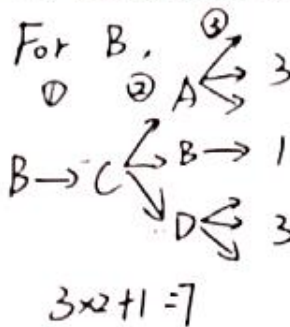 For B,
① ② ③
A → 3
B → C → B → 1
D → 3
3×2+1=7